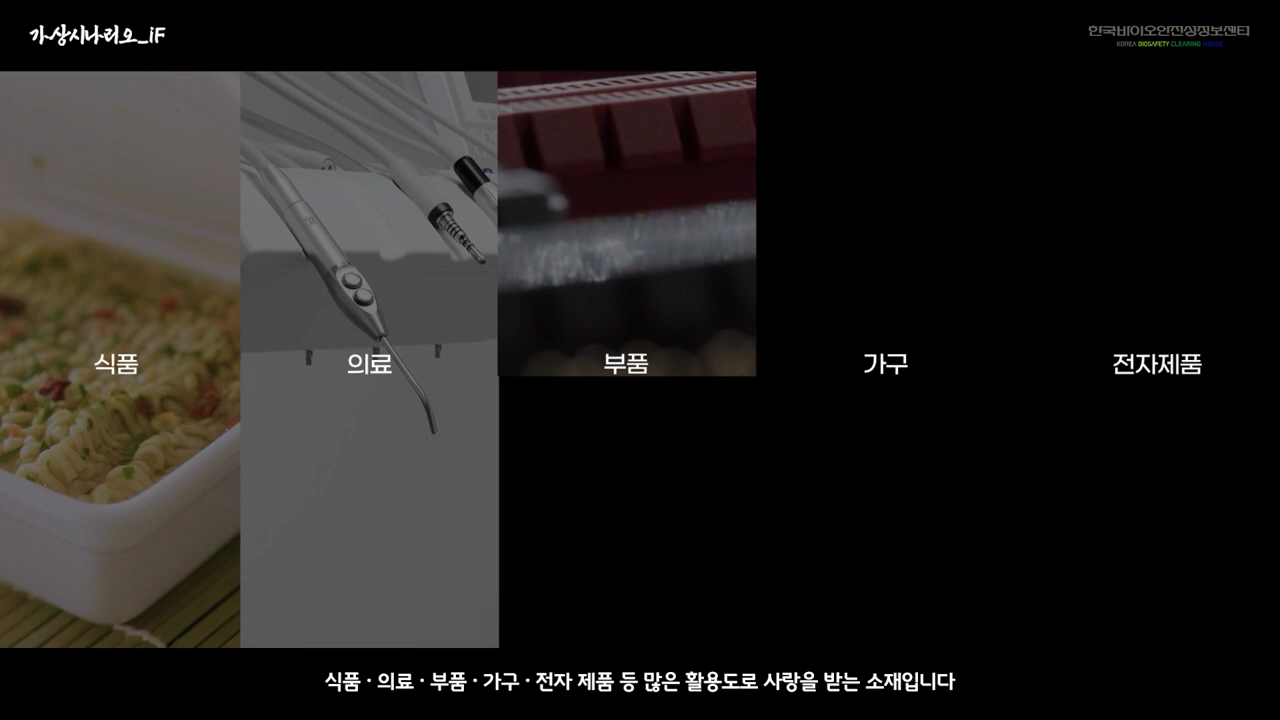 가상시나리오_iF
한국바이오안전성정보센터
KOREA BIOSAFETY CLEARING HOUSE
식품
의료
부품
가구
전자제품
식품 · 의료 · 부품 · 가구 · 전자 제품 등 많은 활용도로 사랑을 받는 소재입니다